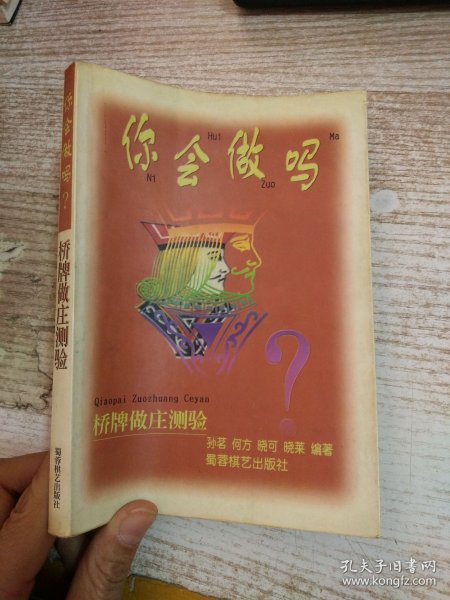 你会做吗?
桥牌做庄测验
蜀蓉棋艺出版社
Ni Hui Zuo Ma
你会做吗
?
Qiaopai Zuozhuang Ceyan
桥牌做庄测验
孙茗 何方 晓可 晓莱 编著
蜀蓉棋艺出版社
孔夫子旧书网
www.kongfz.com